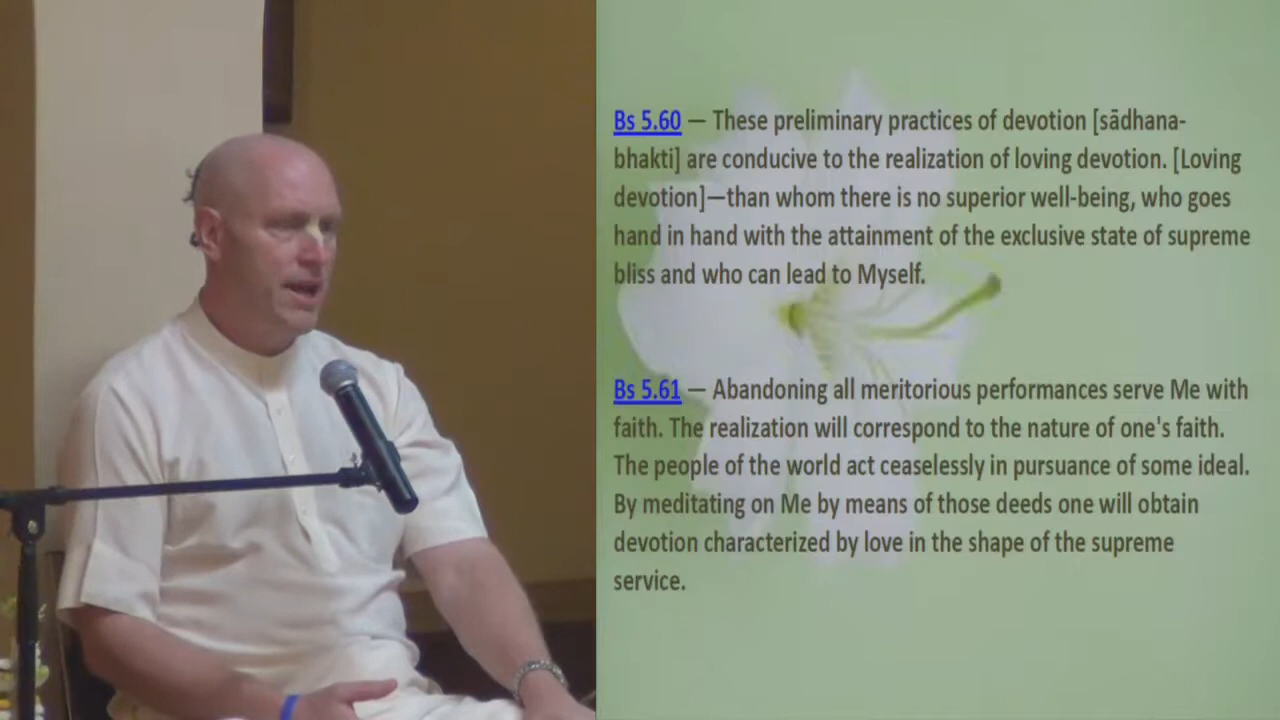 Bs 5.60 — These preliminary practices of devotion [sādhana-
bhakti] are conducive to the realization of loving devotion. [Loving
devotion]—than whom there is no superior well-being, who goes
hand in hand with the attainment of the exclusive state of supreme
bliss and who can lead to Myself.
Bs 5.61 — Abandoning all meritorious performances serve Me with
faith. The realization will correspond to the nature of one's faith.
The people of the world act ceaselessly in pursuance of some ideal.
By meditating on Me by means of those deeds one will obtain
devotion characterized by love in the shape of the supreme
service.